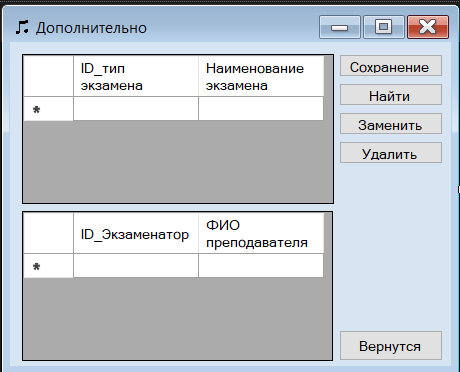 Дополнительно
ID_тип
экзамена
Наименование
экзамена
*
ID_Экзаменатор
ФИО
преподавателя
*
Сохранение
Найти
Заменить
Удалить
Вернутся